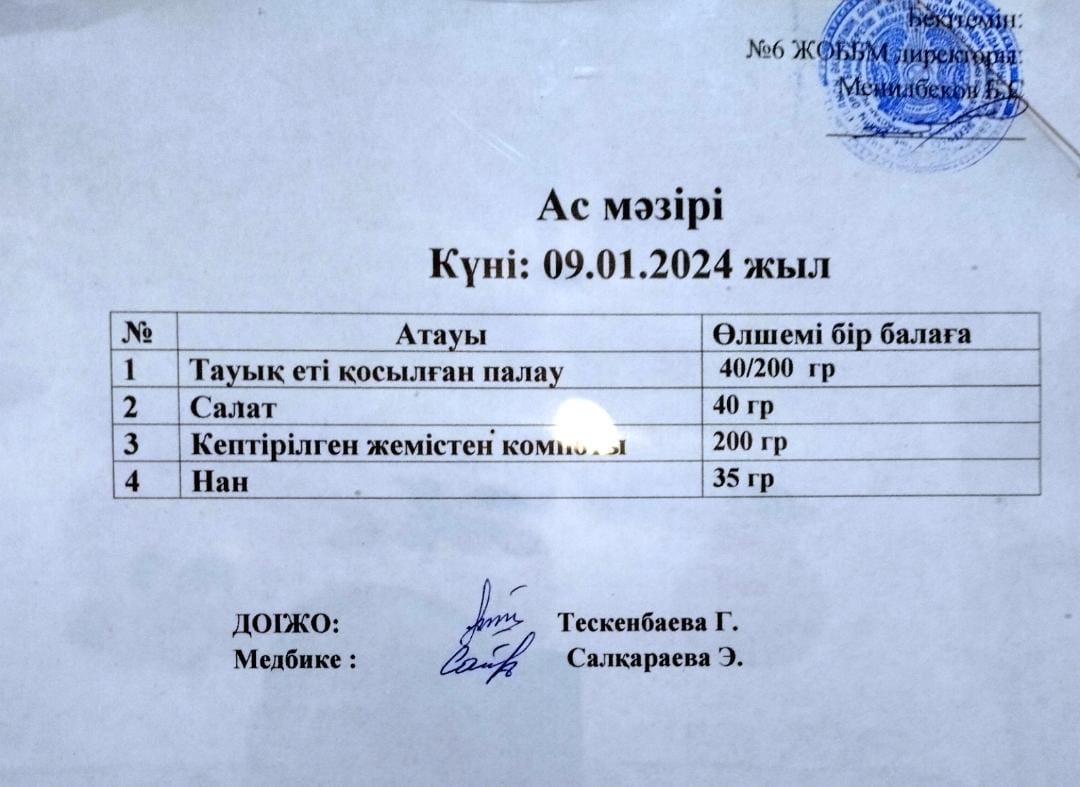 Бекітемін:
№6 ЖОББМ директоры:
Менилбеков Б.Е
Ас мәзірі
Күні: 09.01.2024 жыл
№ Атауы Өлшемі бір балаға
1 Тауық еті қосылған палау 40/200 гр
2 Салат 40 гр
3 Кептірілген жемістен компоты 200 гр
4 Нан 35 гр
ДОІЖО: Тескенбаева Г.
Медбике : Салқараева Э.